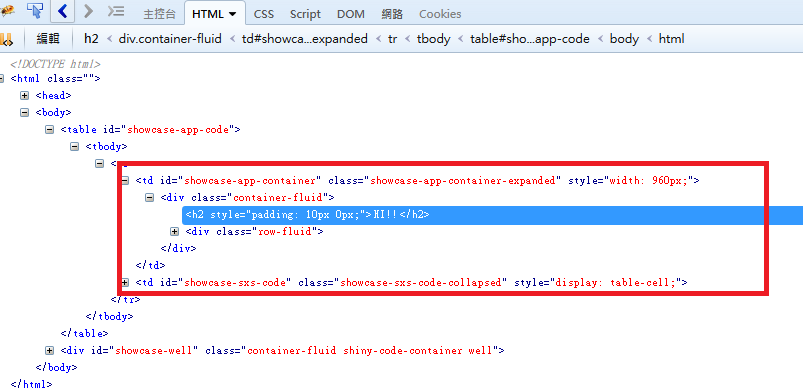 主控台 HTML CSS Script DOM 網路 Cookies
編輯 h2 < div.container-fluid < td#showca...expanded < tr < tbody < table#sho...app-code < body < html
<!DOCTYPE html>
<html class="">
<head>
<body>
<table id="showcase-app-code">
<tbody>
<td id="showcase-app-container" class="showcase-app-container-expanded" style="width: 960px;">
<div class="container-fluid">
<h2 style="padding: 10px 0px;">HI!!</h2>
<div class="row-fluid">
</div>
</td>
<td id="showcase-sxs-code" class="showcase-sxs-code-collapsed" style="display: table-cell;">
</tr>
</tbody>
</table>
<div id="showcase-well" class="container-fluid shiny-code-container well">
</body>
</html>